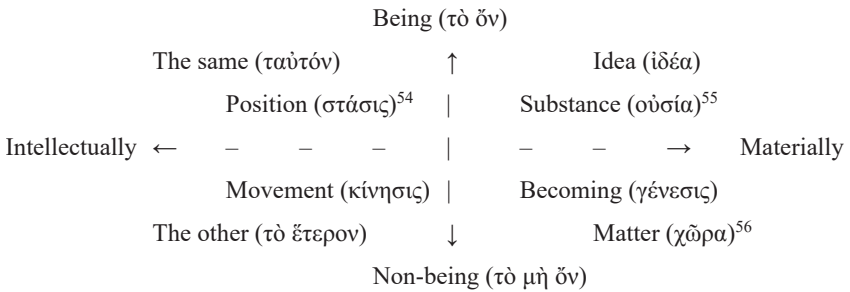 Being (τὸ ὄν)
The same (ταὐτόν) ↑ Idea (ἰδέα)
Position (στάσις)54 | Substance (οὐσία)55
Intellectually ← – – – | – – → Materially
Movement (κίνησις) | Becoming (γένεσις)
The other (τὸ ἕτερον) ↓ Matter (χῶρα)56
Non-being (τὸ μὴ ὄν)